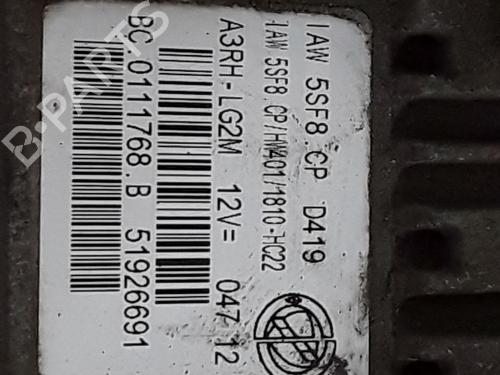 IAW 5SF8.CP D419
IAW 5SF8.CP/HW401/1810-HC22
A3RH-LG2M 12V= 047 12
BC.0111768.B 51926691
B-PARTS